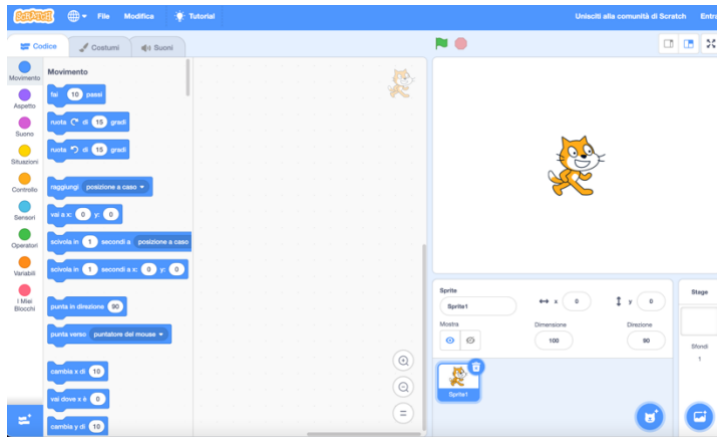 SCRATCH File Modifica Tutorial Unisciti alla comunità di Scratch Entra
Codice Costumi Suoni
Movimento
Aspetto
Suono
Situazioni
Controllo
Sensori
Operatori
Variabili
I Miei
Blocchi
Movimento
fai 10 passi
ruota di 15 gradi
ruota di 15 gradi
raggiungi posizione a caso
vai a x: 0 y: 0
scivola in 1 secondi a posizione a caso
scivola in 1 secondi a x: 0 y: 0
punta in direzione 90
punta verso puntatore del mouse
cambia x di 10
vai dove x è 0
cambia y di 10
Sprite
Sprite1 x 0 y 0
Mostra Dimensione Direzione
100 90
Sprite1
Stage
Sfondi
1